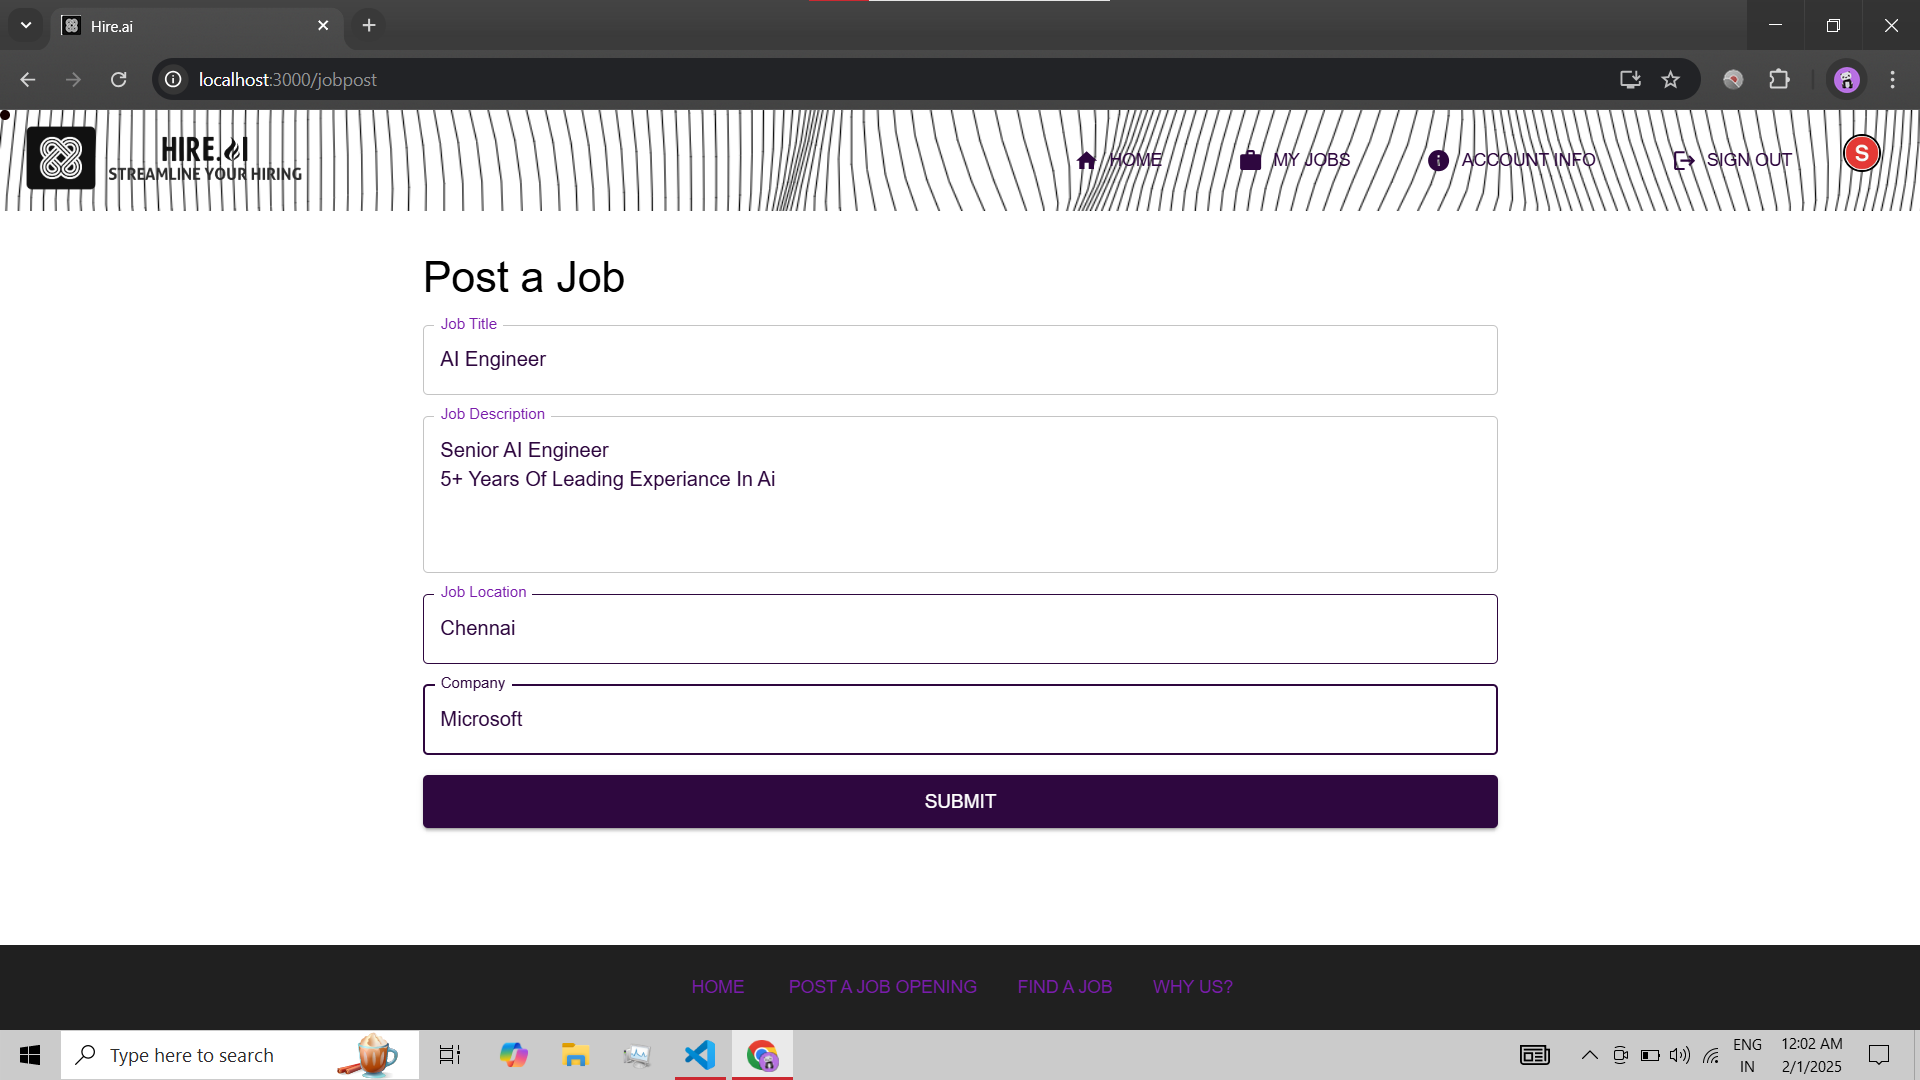 Hire.ai
localhost:3000/jobpost
HIRE.AI
STREAMLINE YOUR HIRING
HOME
MY JOBS
ACCOUNT INFO
SIGN OUT
S
Post a Job
Job Title
AI Engineer
Job Description
Senior AI Engineer
5+ Years Of Leading Experiance In Ai
Job Location
Chennai
Company
Microsoft
SUBMIT
HOME
POST A JOB OPENING
FIND A JOB
WHY US?
Type here to search
ENG
IN
12:02 AM
2/1/2025